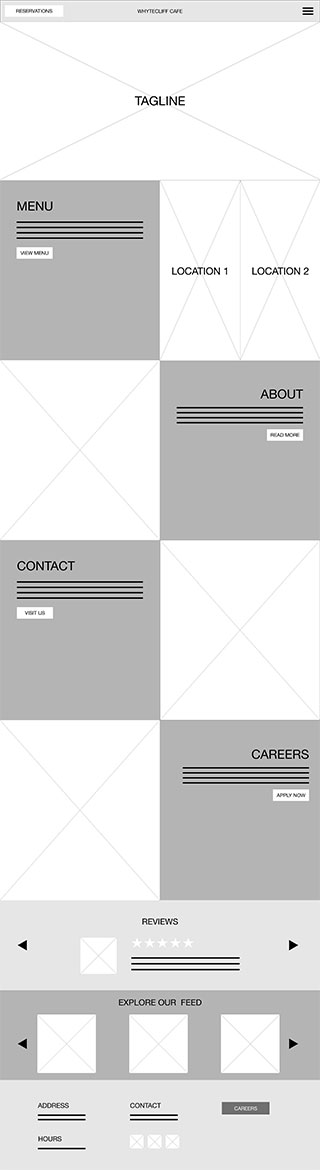 RESERVATIONS
WHYTECLIFF CAFE
TAGLINE
MENU
VIEW MENU
LOCATION 1
LOCATION 2
ABOUT
READ MORE
CONTACT
VISIT US
CAREERS
APPLY NOW
REVIEWS
EXPLORE OUR FEED
ADDRESS
CONTACT
CAREERS
HOURS